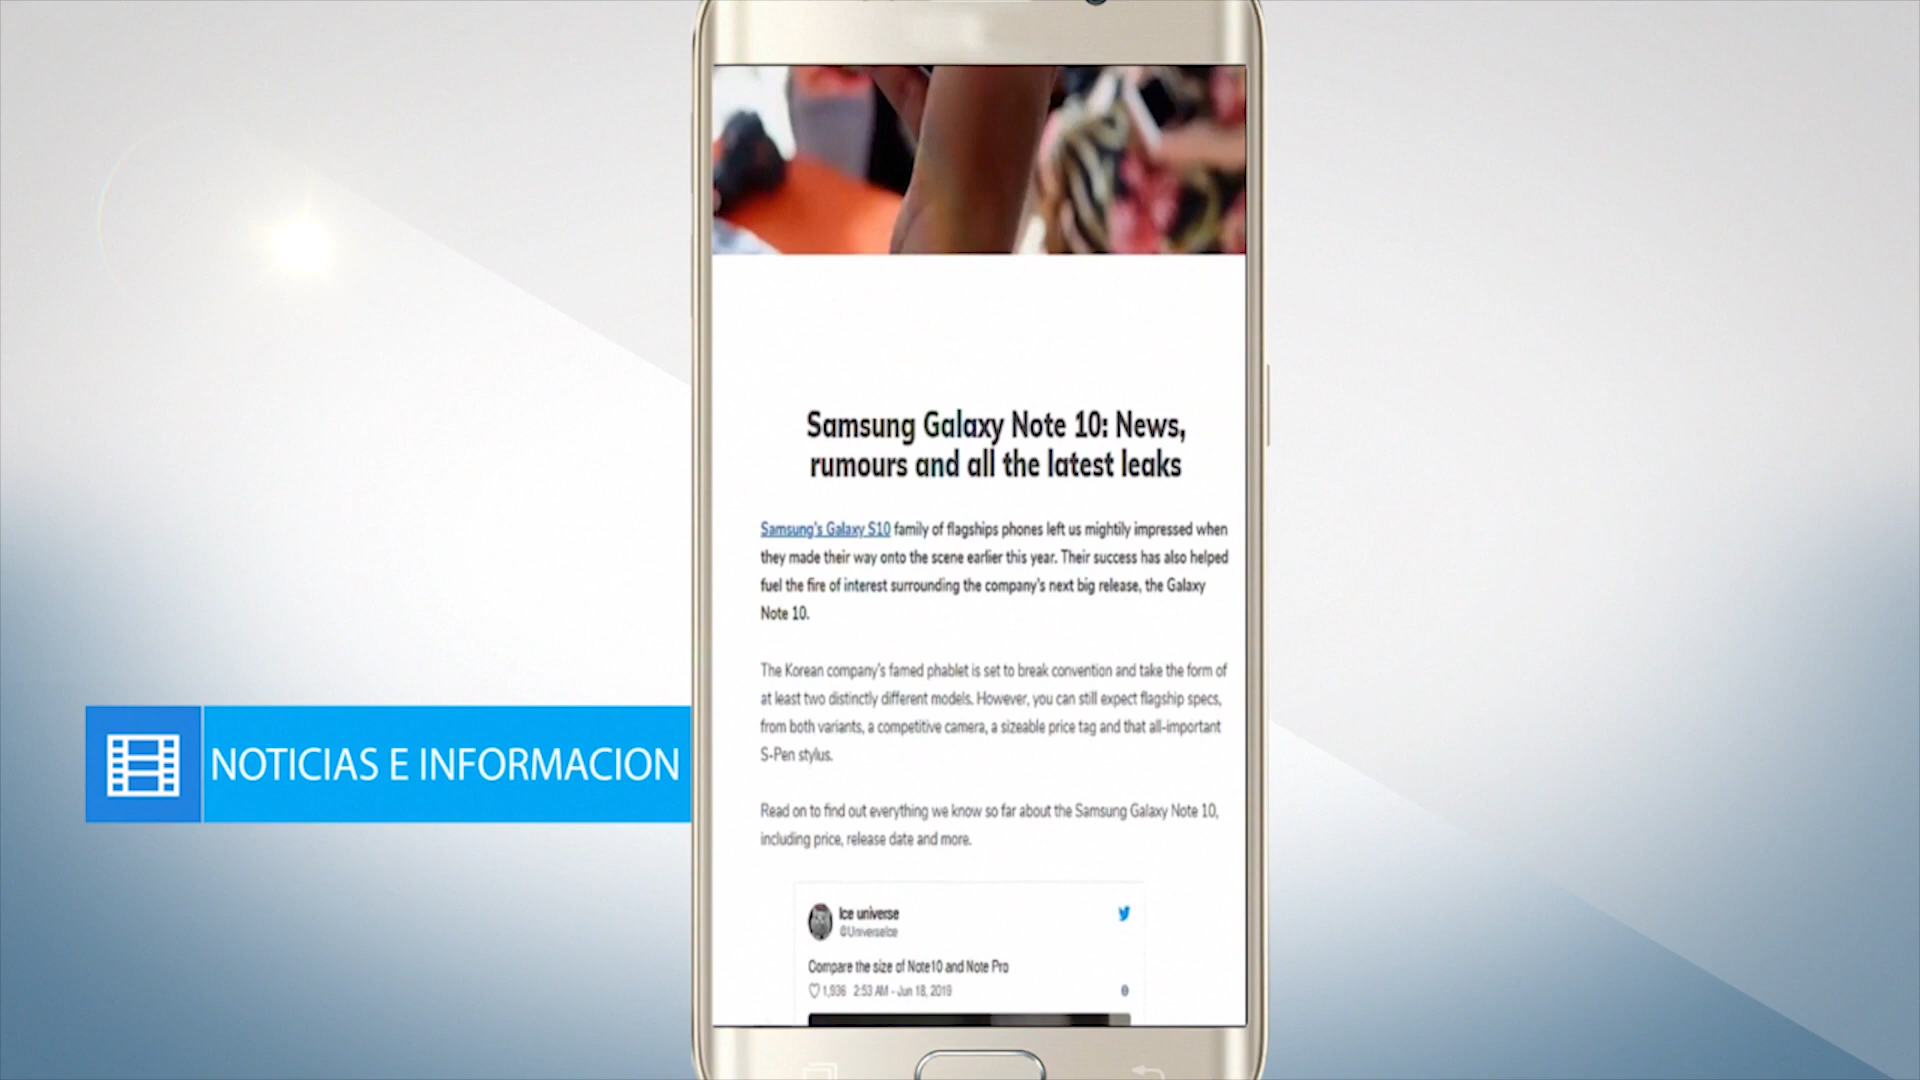 Samsung Galaxy Note 10: News,
rumours and all the latest leaks
Samsung's Galaxy S10 family of flagships phones left us mightily impressed when
they made their way onto the scene earlier this year. Their success has also helped
fuel the fire of interest surrounding the company's next big release, the Galaxy
Note 10.
The Korean company's famed phablet is set to break convention and take the form of
at least two distinctly different models. However, you can still expect flagship specs,
from both variants, a competitive camera, a sizeable price tag and that all-important
S-Pen stylus.
NOTICIAS E INFORMACION
Read on to find out everything we know so far about the Samsung Galaxy Note 10,
including price, release date and more.
Ice universe
@UniverseIce
Compare the size of Note10 and Note Pro
1,936 2:53 AM - Jun 18, 2019